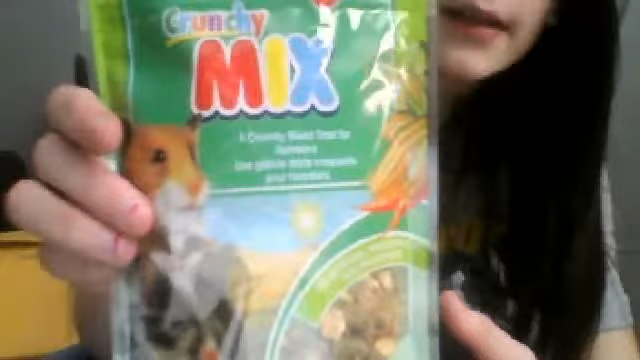 Crunchy
MIX
A Crunchy Mixed Treat for
Hamsters
Une gâterie mixte croquante
pour hamsters